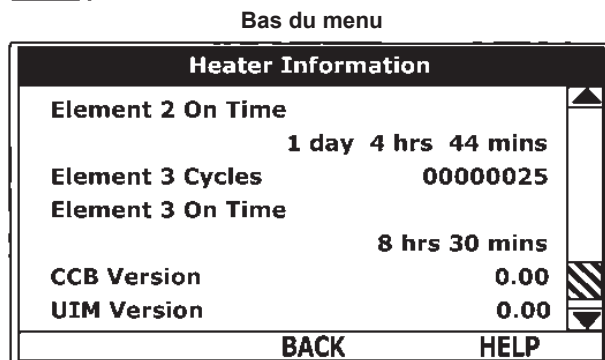 Bas du menu
Heater Information
Element 2 On Time
1 day 4 hrs 44 mins
Element 3 Cycles 00000025
Element 3 On Time
8 hrs 30 mins
CCB Version 0.00
UIM Version 0.00
BACK HELP